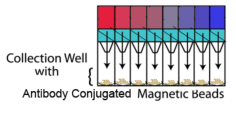 Collection Well
with
Antibody Conjugated Magnetic Beads